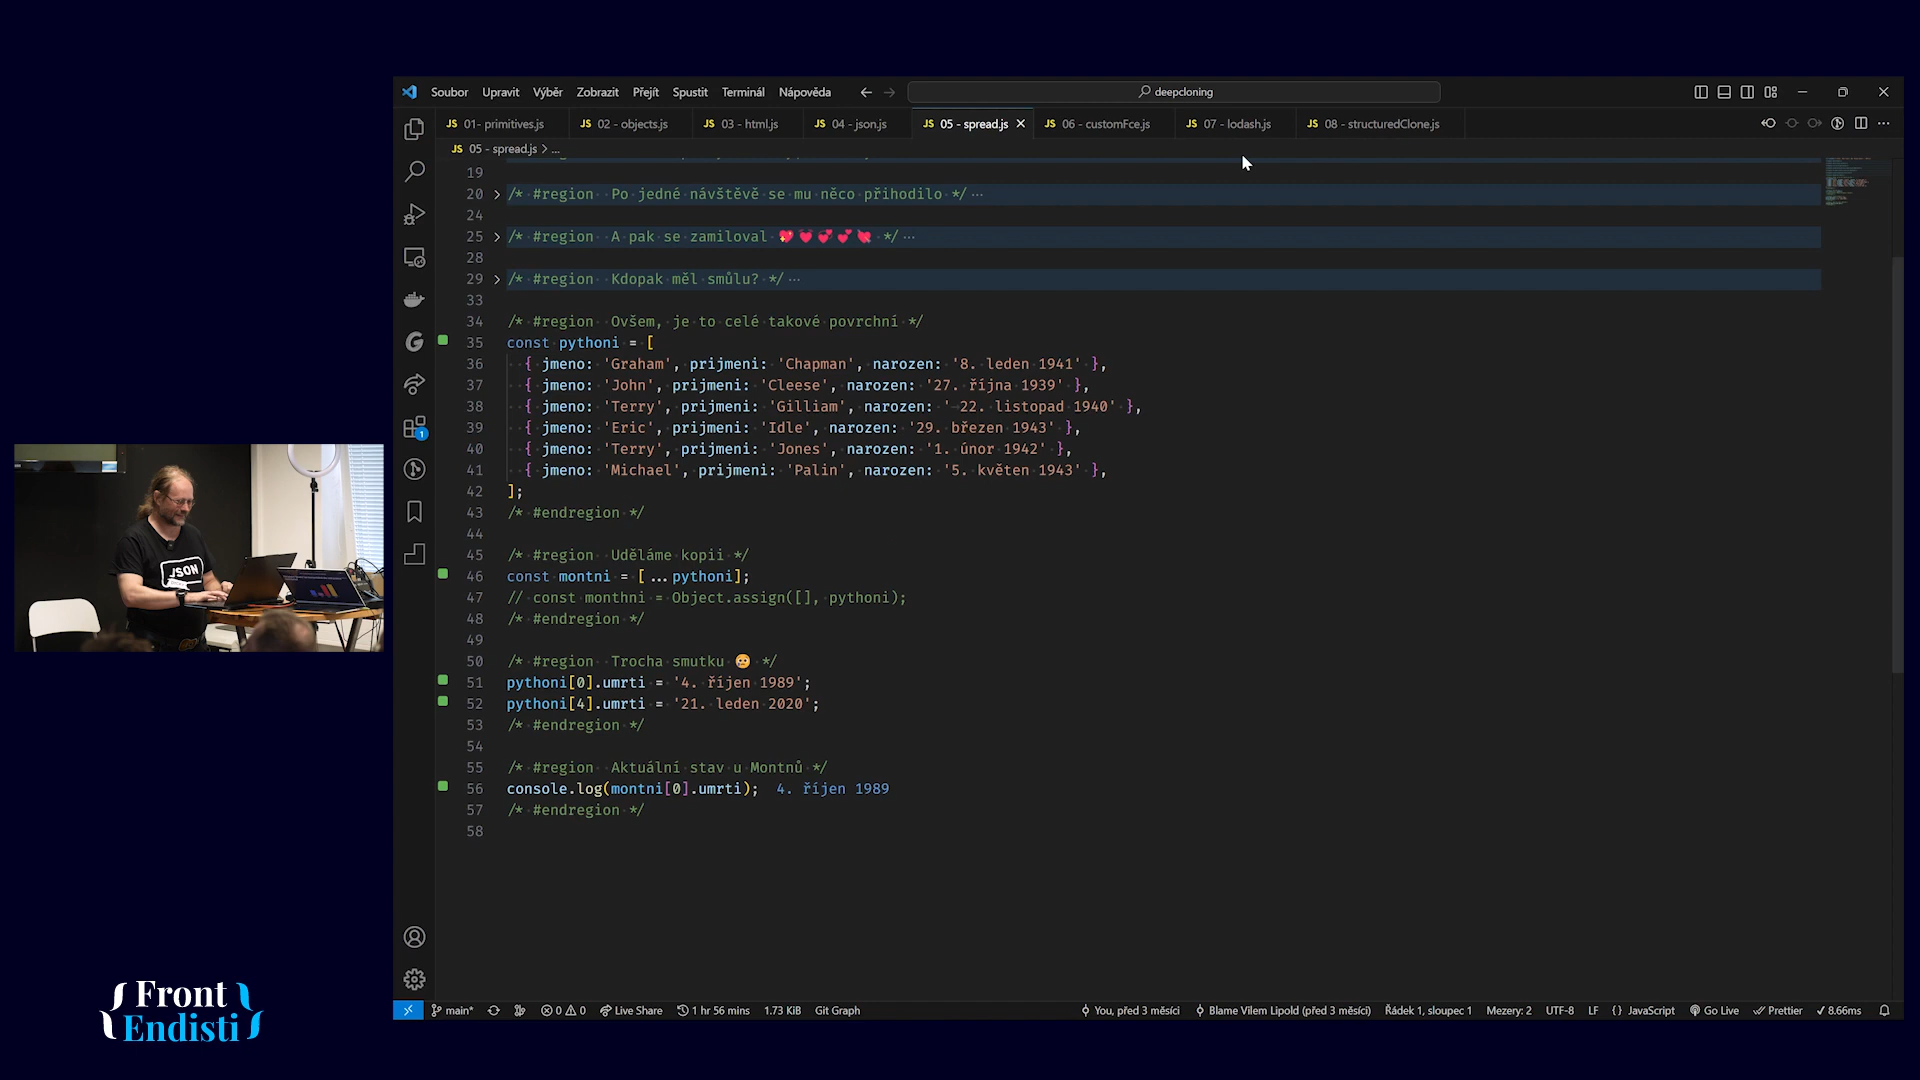 Soubor Upravit Výběr Zobrazit Přejít Spustit Terminál Nápověda
deepcloning
JS 01- primitives.js
JS 02 - objects.js
JS 03 - html.js
JS 04 - json.js
JS 05 - spread.js
JS 06 - customFce.js
JS 07 - lodash.js
JS 08 - structuredClone.js
JS 05 - spread.js > ...
19
20 /* #region Po jedné návštěvě se mu něco přihodilo */ ...
24
25 /* #region A pak se zamiloval 💖💓💞💕💘 */ ...
28
29 /* #region Kdopak měl smůlu? */ ...
33
34 /* #region Ovšem, je to celé takové povrchní */
35 const pythoni = [
36 { jmeno: 'Graham', prijmeni: 'Chapman', narozen: '8. leden 1941' },
37 { jmeno: 'John', prijmeni: 'Cleese', narozen: '27. října 1939' },
38 { jmeno: 'Terry', prijmeni: 'Gilliam', narozen: ' 22. listopad 1940' },
39 { jmeno: 'Eric', prijmeni: 'Idle', narozen: '29. březen 1943' },
40 { jmeno: 'Terry', prijmeni: 'Jones', narozen: '1. únor 1942' },
41 { jmeno: 'Michael', prijmeni: 'Palin', narozen: '5. květen 1943' },
42 ];
43 /* #endregion */
44
45 /* #region Uděláme kopii */
46 const montni = [...pythoni];
47 // const monthni = Object.assign([], pythoni);
48 /* #endregion */
49
50 /* #region Trocha smutku 😢 */
51 pythoni[0].umrti = '4. říjen 1989';
52 pythoni[4].umrti = '21. leden 2020';
53 /* #endregion */
54
55 /* #region Aktuální stav u Montnů */
56 console.log(montni[0].umrti); 4. říjen 1989
57 /* #endregion */
58
1
JSON
{Front}
{Endisti}
main* 0 0 Live Share 1 hr 56 mins 1.73 KiB Git Graph
You, před 3 měsíci Blame Vilem Lipold (před 3 měsíci) Řádek 1, sloupec 1 Mezery: 2 UTF-8 LF {} JavaScript Go Live Prettier 8.66ms